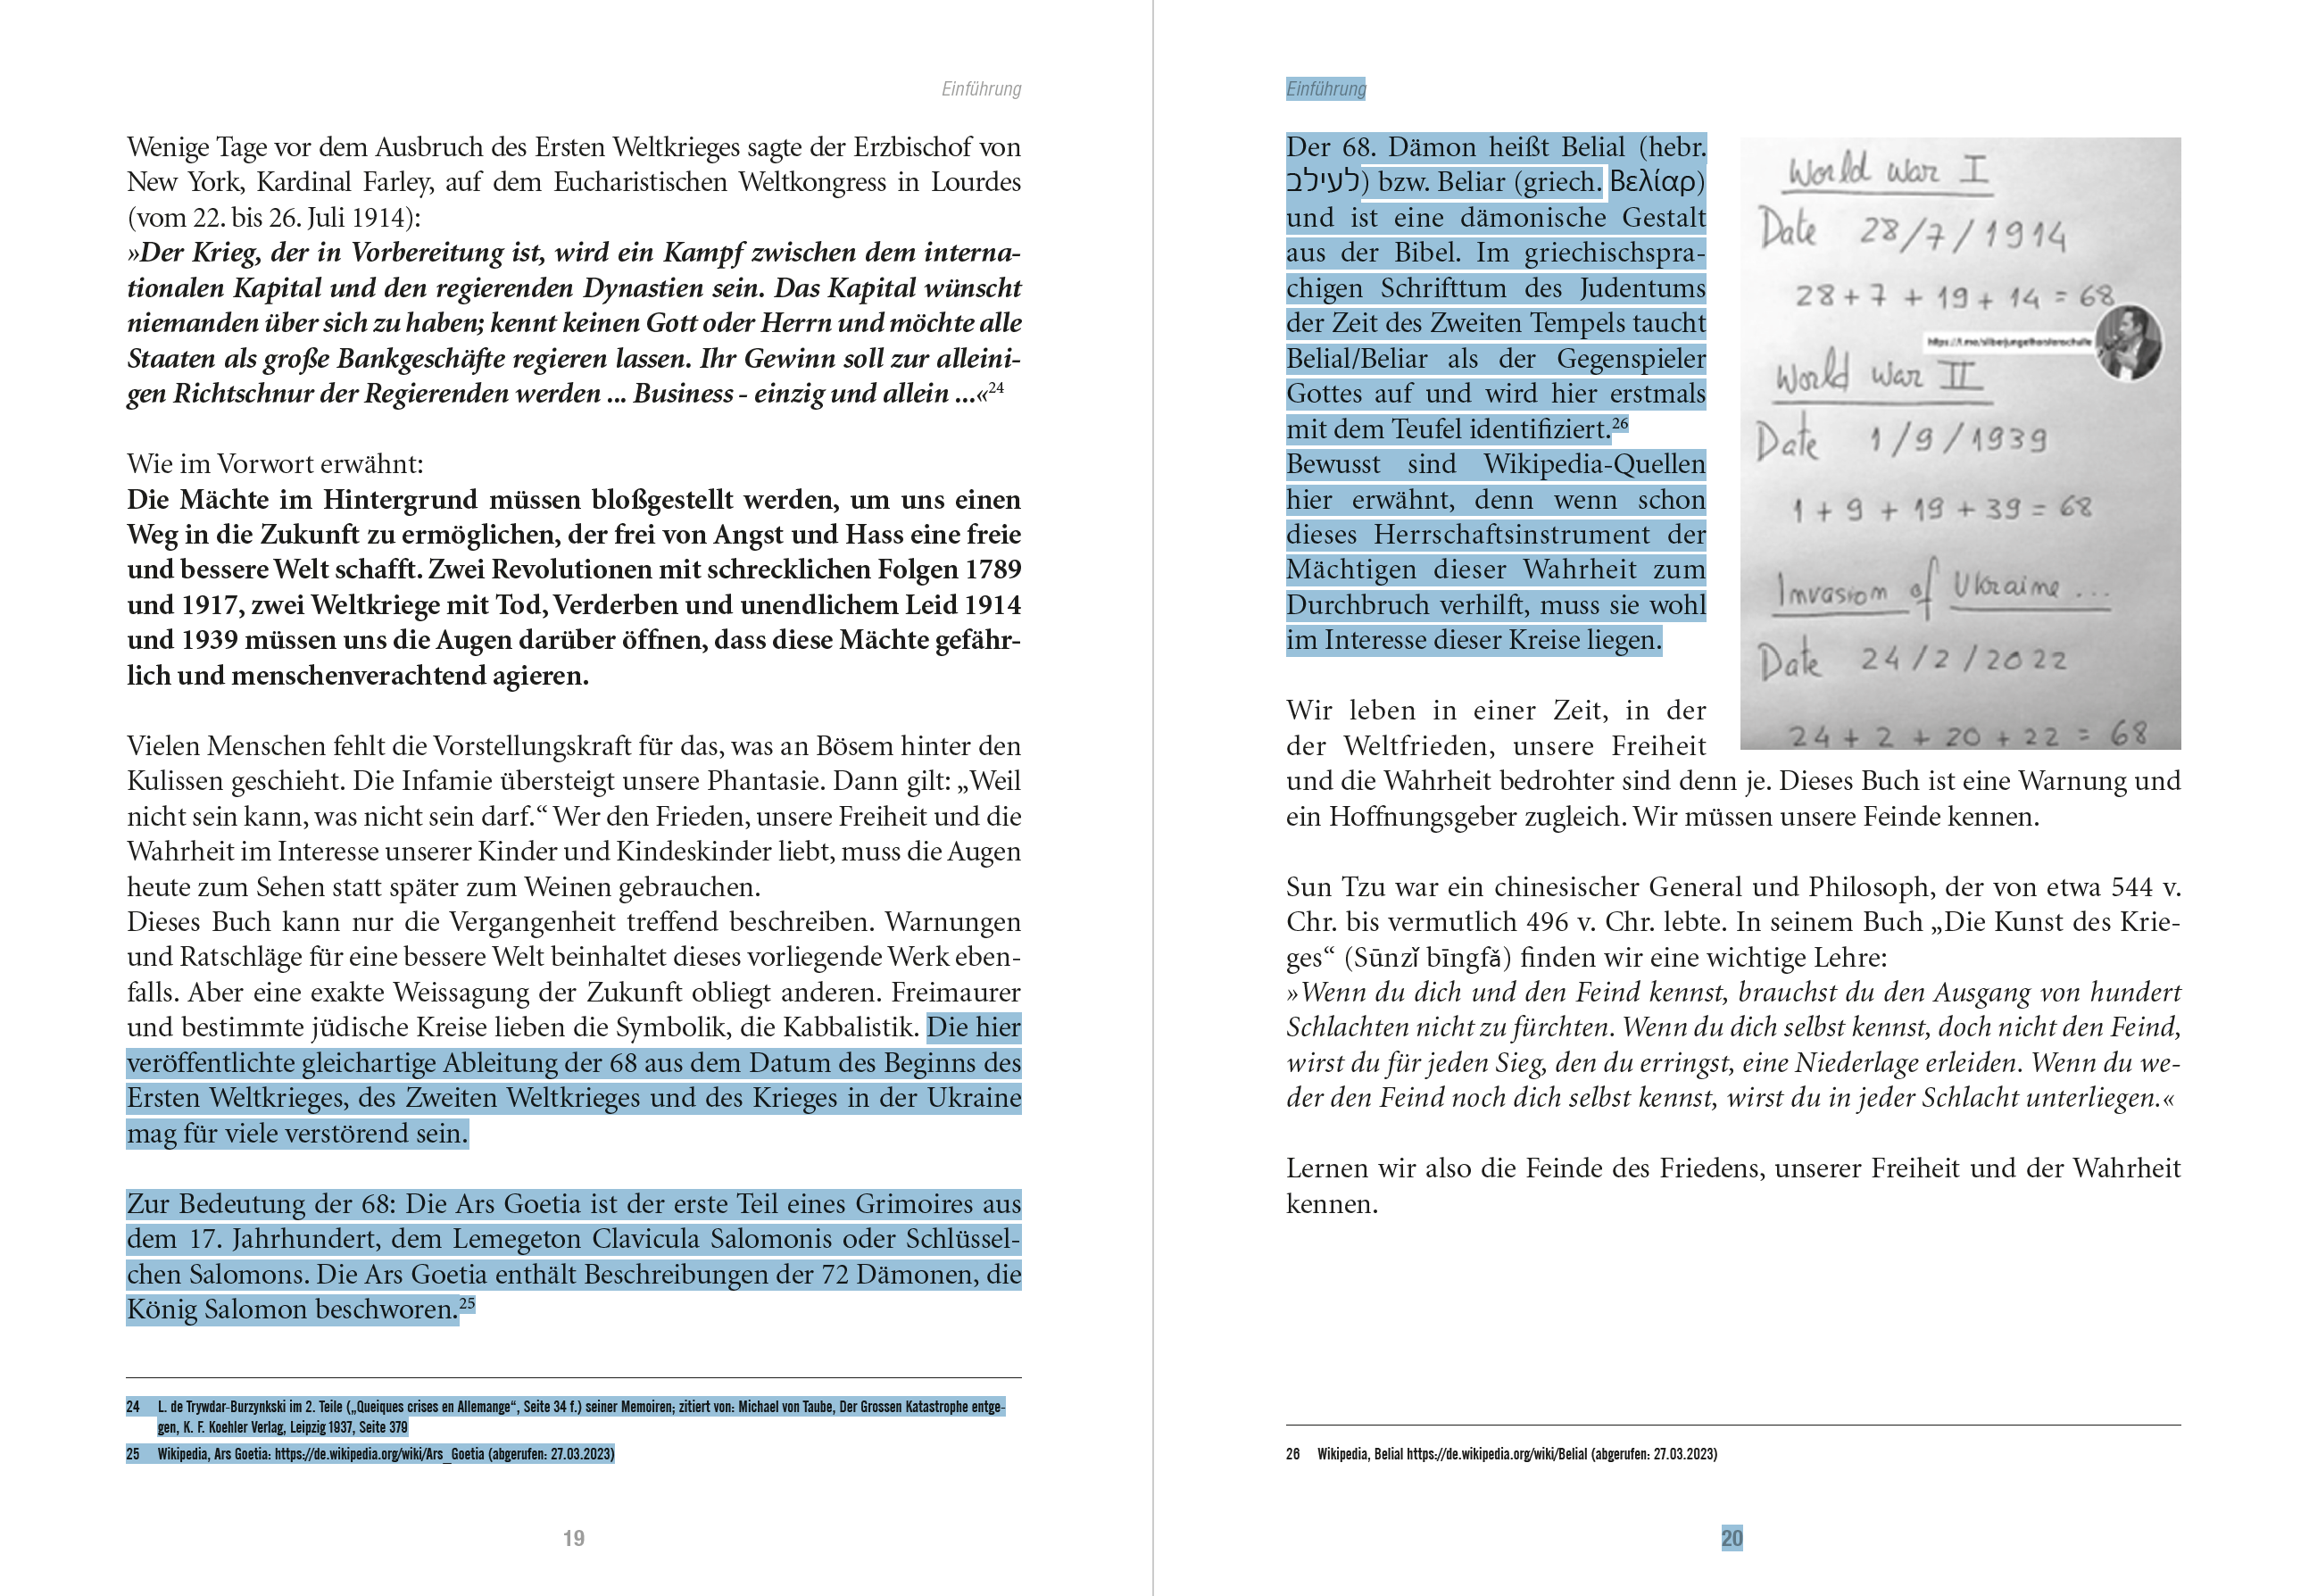 Einführung
Wenige Tage vor dem Ausbruch des Ersten Weltkrieges sagte der Erzbischof von
New York, Kardinal Farley, auf dem Eucharistischen Weltkongress in Lourdes
(vom 22. bis 26. Juli 1914):
»Der Krieg, der in Vorbereitung ist, wird ein Kampf zwischen dem interna-
tionalen Kapital und den regierenden Dynastien sein. Das Kapital wünscht
niemanden über sich zu haben; kennt keinen Gott oder Herrn und möchte alle
Staaten als große Bankgeschäfte regieren lassen. Ihr Gewinn soll zur alleini-
gen Richtschnur der Regierenden werden ... Business - einzig und allein ...«24
Wie im Vorwort erwähnt:
Die Mächte im Hintergrund müssen bloßgestellt werden, um uns einen
Weg in die Zukunft zu ermöglichen, der frei von Angst und Hass eine freie
und bessere Welt schafft. Zwei Revolutionen mit schrecklichen Folgen 1789
und 1917, zwei Weltkriege mit Tod, Verderben und unendlichem Leid 1914
und 1939 müssen uns die Augen darüber öffnen, dass diese Mächte gefähr-
lich und menschenverachtend agieren.
Vielen Menschen fehlt die Vorstellungskraft für das, was an Bösem hinter den
Kulissen geschieht. Die Infamie übersteigt unsere Phantasie. Dann gilt: „Weil
nicht sein kann, was nicht sein darf.“ Wer den Frieden, unsere Freiheit und die
Wahrheit im Interesse unserer Kinder und Kindeskinder liebt, muss die Augen
heute zum Sehen statt später zum Weinen gebrauchen.
Dieses Buch kann nur die Vergangenheit treffend beschreiben. Warnungen
und Ratschläge für eine bessere Welt beinhaltet dieses vorliegende Werk eben-
falls. Aber eine exakte Weissagung der Zukunft obliegt anderen. Freimaurer
und bestimmte jüdische Kreise lieben die Symbolik, die Kabbalistik. Die hier
veröffentlichte gleichartige Ableitung der 68 aus dem Datum des Beginns des
Ersten Weltkrieges, des Zweiten Weltkrieges und des Krieges in der Ukraine
mag für viele verstörend sein.
Zur Bedeutung der 68: Die Ars Goetia ist der erste Teil eines Grimoires aus
dem 17. Jahrhundert, dem Lemegeton Clavicula Salomonis oder Schlüssel-
chen Salomons. Die Ars Goetia enthält Beschreibungen der 72 Dämonen, die
König Salomon beschworen.25
24 L. de Trywdar-Burzynkski im 2. Teile („Queiques crises en Allemange“, Seite 34 f.) seiner Memoiren; zitiert von: Michael von Taube, Der Grossen Katastrophe entge-
gen, K. F. Koehler Verlag, Leipzig 1937, Seite 379
25 Wikipedia, Ars Goetia: https://de.wikipedia.org/wiki/Ars_Goetia (abgerufen: 27.03.2023)
19
Einführung
Der 68. Dämon heißt Belial (hebr.
לעילב) bzw. Beliar (griech. Βελίαρ)
und ist eine dämonische Gestalt
aus der Bibel. Im griechischspra-
chigen Schrifttum des Judentums
der Zeit des Zweiten Tempels taucht
Belial/Beliar als der Gegenspieler
Gottes auf und wird hier erstmals
mit dem Teufel identifiziert.26
Bewusst sind Wikipedia-Quellen
hier erwähnt, denn wenn schon
dieses Herrschaftsinstrument der
Mächtigen dieser Wahrheit zum
Durchbruch verhilft, muss sie wohl
im Interesse dieser Kreise liegen.
World War I
Date 28/7/1914
28 + 7 + 19 + 14 = 68
World War II
Date 1/9/1939
1 + 9 + 19 + 39 = 68
Invasion of Ukraine ...
Date 24/2/2022
24 + 2 + 20 + 22 = 68
Wir leben in einer Zeit, in der
der Weltfrieden, unsere Freiheit
und die Wahrheit bedrohter sind denn je. Dieses Buch ist eine Warnung und
ein Hoffnungsgeber zugleich. Wir müssen unsere Feinde kennen.
Sun Tzu war ein chinesischer General und Philosoph, der von etwa 544 v.
Chr. bis vermutlich 496 v. Chr. lebte. In seinem Buch „Die Kunst des Krie-
ges“ (Sūnzǐ bīngfǎ) finden wir eine wichtige Lehre:
»Wenn du dich und den Feind kennst, brauchst du den Ausgang von hundert
Schlachten nicht zu fürchten. Wenn du dich selbst kennst, doch nicht den Feind,
wirst du für jeden Sieg, den du erringst, eine Niederlage erleiden. Wenn du we-
der den Feind noch dich selbst kennst, wirst du in jeder Schlacht unterliegen.«
Lernen wir also die Feinde des Friedens, unserer Freiheit und der Wahrheit
kennen.
26 Wikipedia, Belial https://de.wikipedia.org/wiki/Belial (abgerufen: 27.03.2023)
20